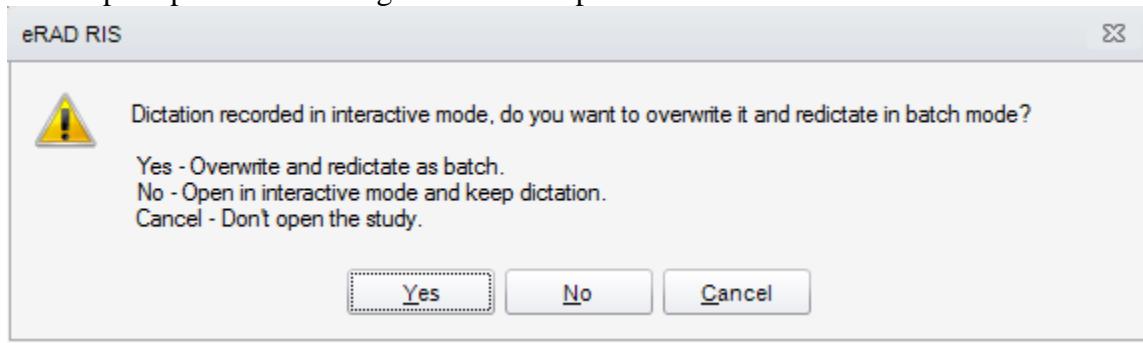 eRAD RIS
Dictation recorded in interactive mode, do you want to overwrite it and redictate in batch mode?
Yes - Overwrite and redictate as batch.
No - Open in interactive mode and keep dictation.
Cancel - Don't open the study.
Yes No Cancel